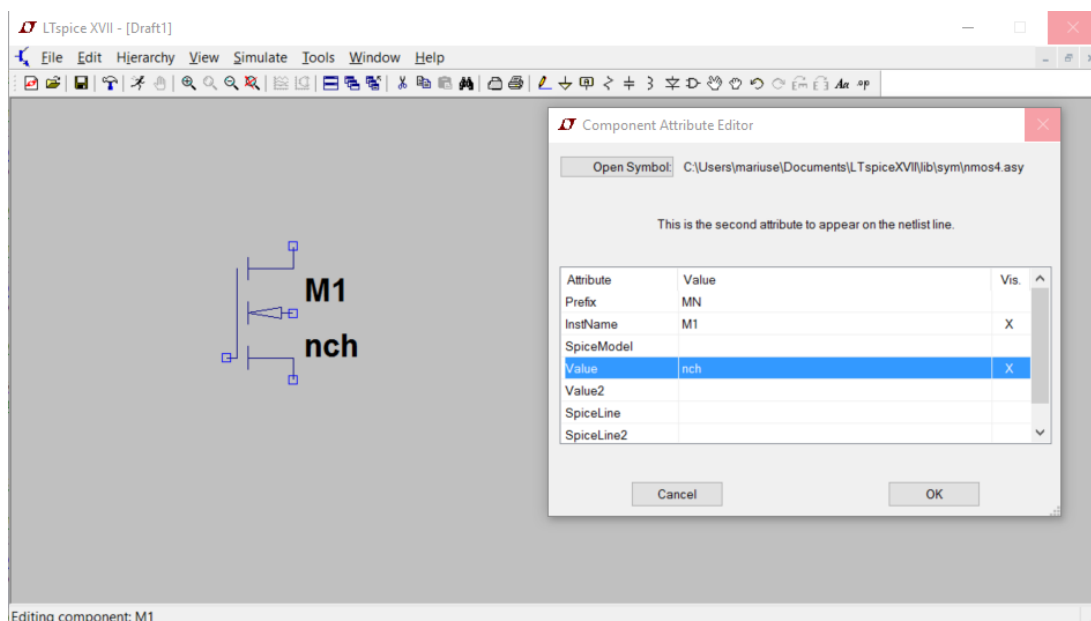 LTspice XVII - [Draft1]
File Edit Hierarchy View Simulate Tools Window Help
Aa .op
Component Attribute Editor
Open Symbol: C:\Users\mariuse\Documents\LTspiceXVII\lib\sym\nmos4.asy
This is the second attribute to appear on the netlist line.
Attribute Value Vis.
Prefix MN
InstName M1 X
SpiceModel
Value nch X
Value2
SpiceLine
SpiceLine2
Cancel OK
M1
nch
Editing component: M1